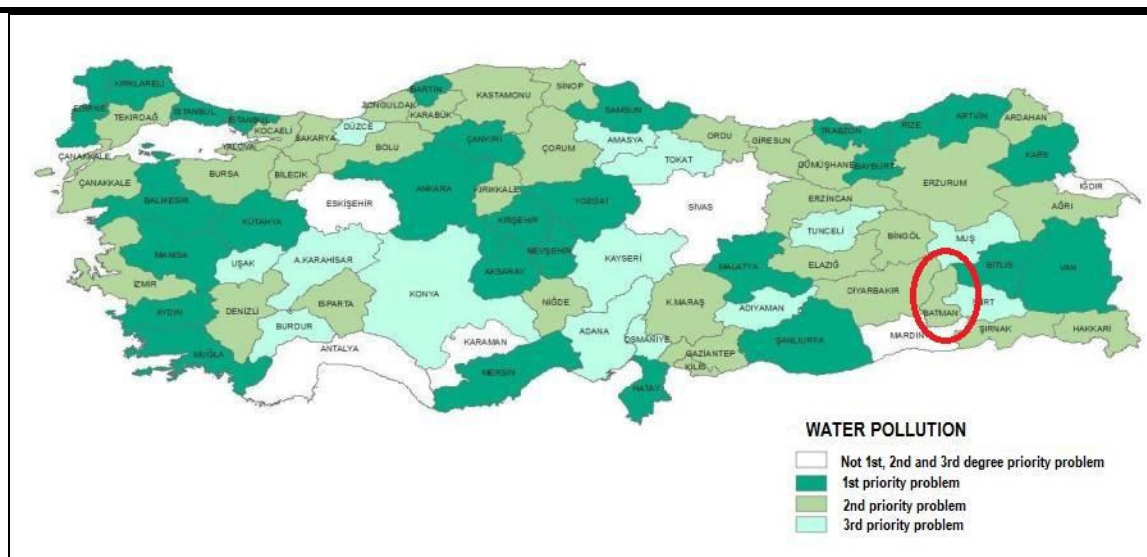 KIRKLARELİ
BARTIN
SİNOP
KASTAMONU
EDİRNE
TEKİRDAĞ
İSTANBUL
İSTANBUL
KOCAELİ
SAKARYA
DÜZCE
ZONGULDAK
KARABÜK
SAMSUN
ÇANKIRI
ÇORUM
AMASYA
TOKAT
ORDU
GİRESUN
TRABZON
RİZE
ARTVİN
ARDAHAN
YALOVA
BOLU
GÜMÜŞHANE
BAYBURT
KARS
ÇANAKKALE
ÇANAKKALE
BURSA
BİLECİK
ANKARA
KIRIKKALE
YOZGAT
SİVAS
ERZİNCAN
ERZURUM
IĞDIR
AĞRI
BALIKESİR
KÜTAHYA
ESKİŞEHİR
KIRŞEHİR
TUNCELİ
BİNGÖL
MUŞ
MANİSA
UŞAK
A.KARAHİSAR
KONYA
NEVŞEHİR
AKSARAY
KAYSERİ
MALATYA
ELAZIĞ
BİTLİS
VAN
İZMİR
DENİZLİ
ISPARTA
NİĞDE
K.MARAŞ
ADIYAMAN
DİYARBAKIR
BATMAN
AYDIN
BURDUR
ADANA
OSMANİYE
GAZİANTEP
ŞANLIURFA
MARDİN
ŞIRNAK
HAKKARİ
MUĞLA
ANTALYA
KARAMAN
MERSİN
KİLİS
HATAY
WATER POLLUTION
Not 1st, 2nd and 3rd degree priority problem
1st priority problem
2nd priority problem
3rd priority problem